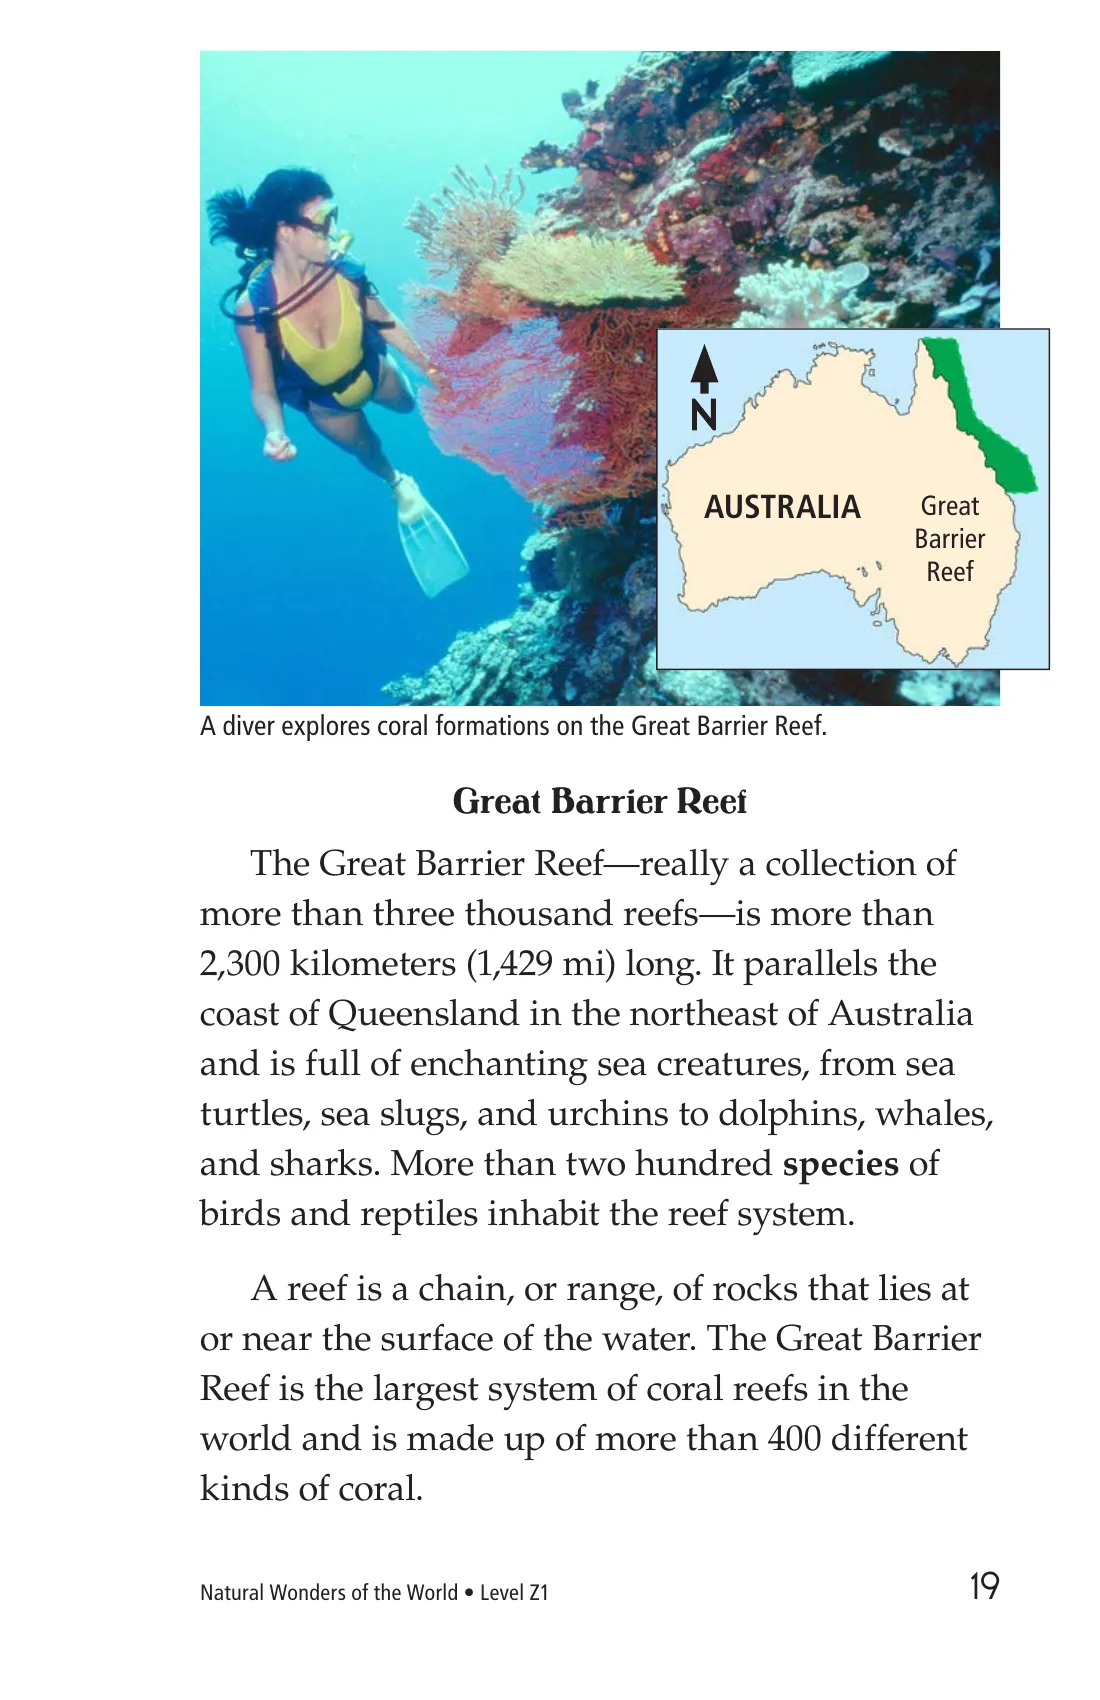 N
AUSTRALIA
Great
Barrier
Reef
A diver explores coral formations on the Great Barrier Reef.
Great Barrier Reef
The Great Barrier Reef—really a collection of
more than three thousand reefs—is more than
2,300 kilometers (1,429 mi) long. It parallels the
coast of Queensland in the northeast of Australia
and is full of enchanting sea creatures, from sea
turtles, sea slugs, and urchins to dolphins, whales,
and sharks. More than two hundred species of
birds and reptiles inhabit the reef system.
A reef is a chain, or range, of rocks that lies at
or near the surface of the water. The Great Barrier
Reef is the largest system of coral reefs in the
world and is made up of more than 400 different
kinds of coral.
Natural Wonders of the World • Level Z1
19